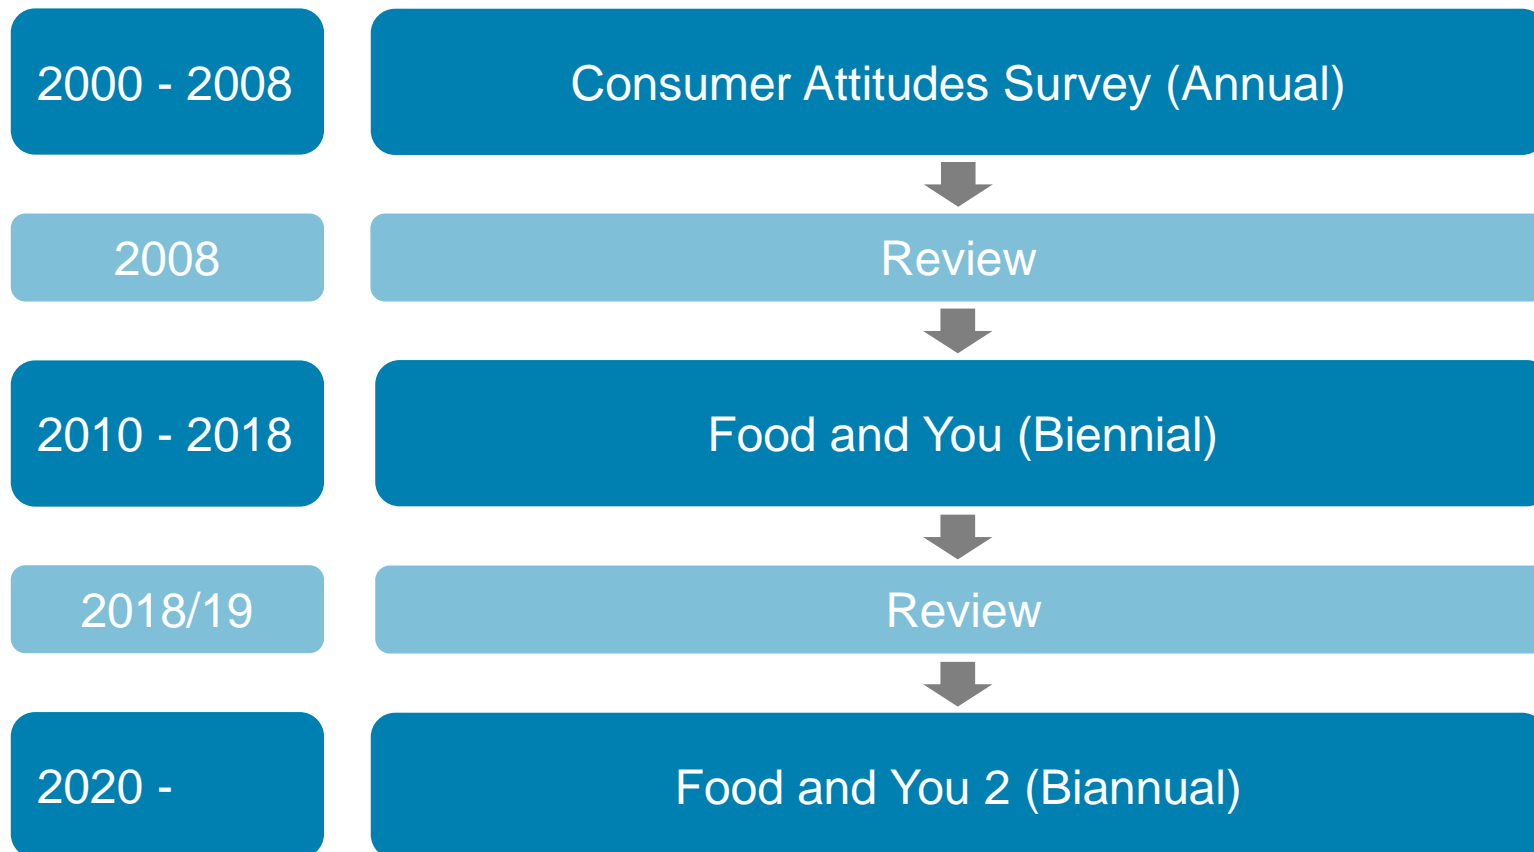 2000 - 2008
Consumer Attitudes Survey (Annual)
2008
Review
2010 - 2018
Food and You (Biennial)
2018/19
Review
2020 -
Food and You 2 (Biannual)